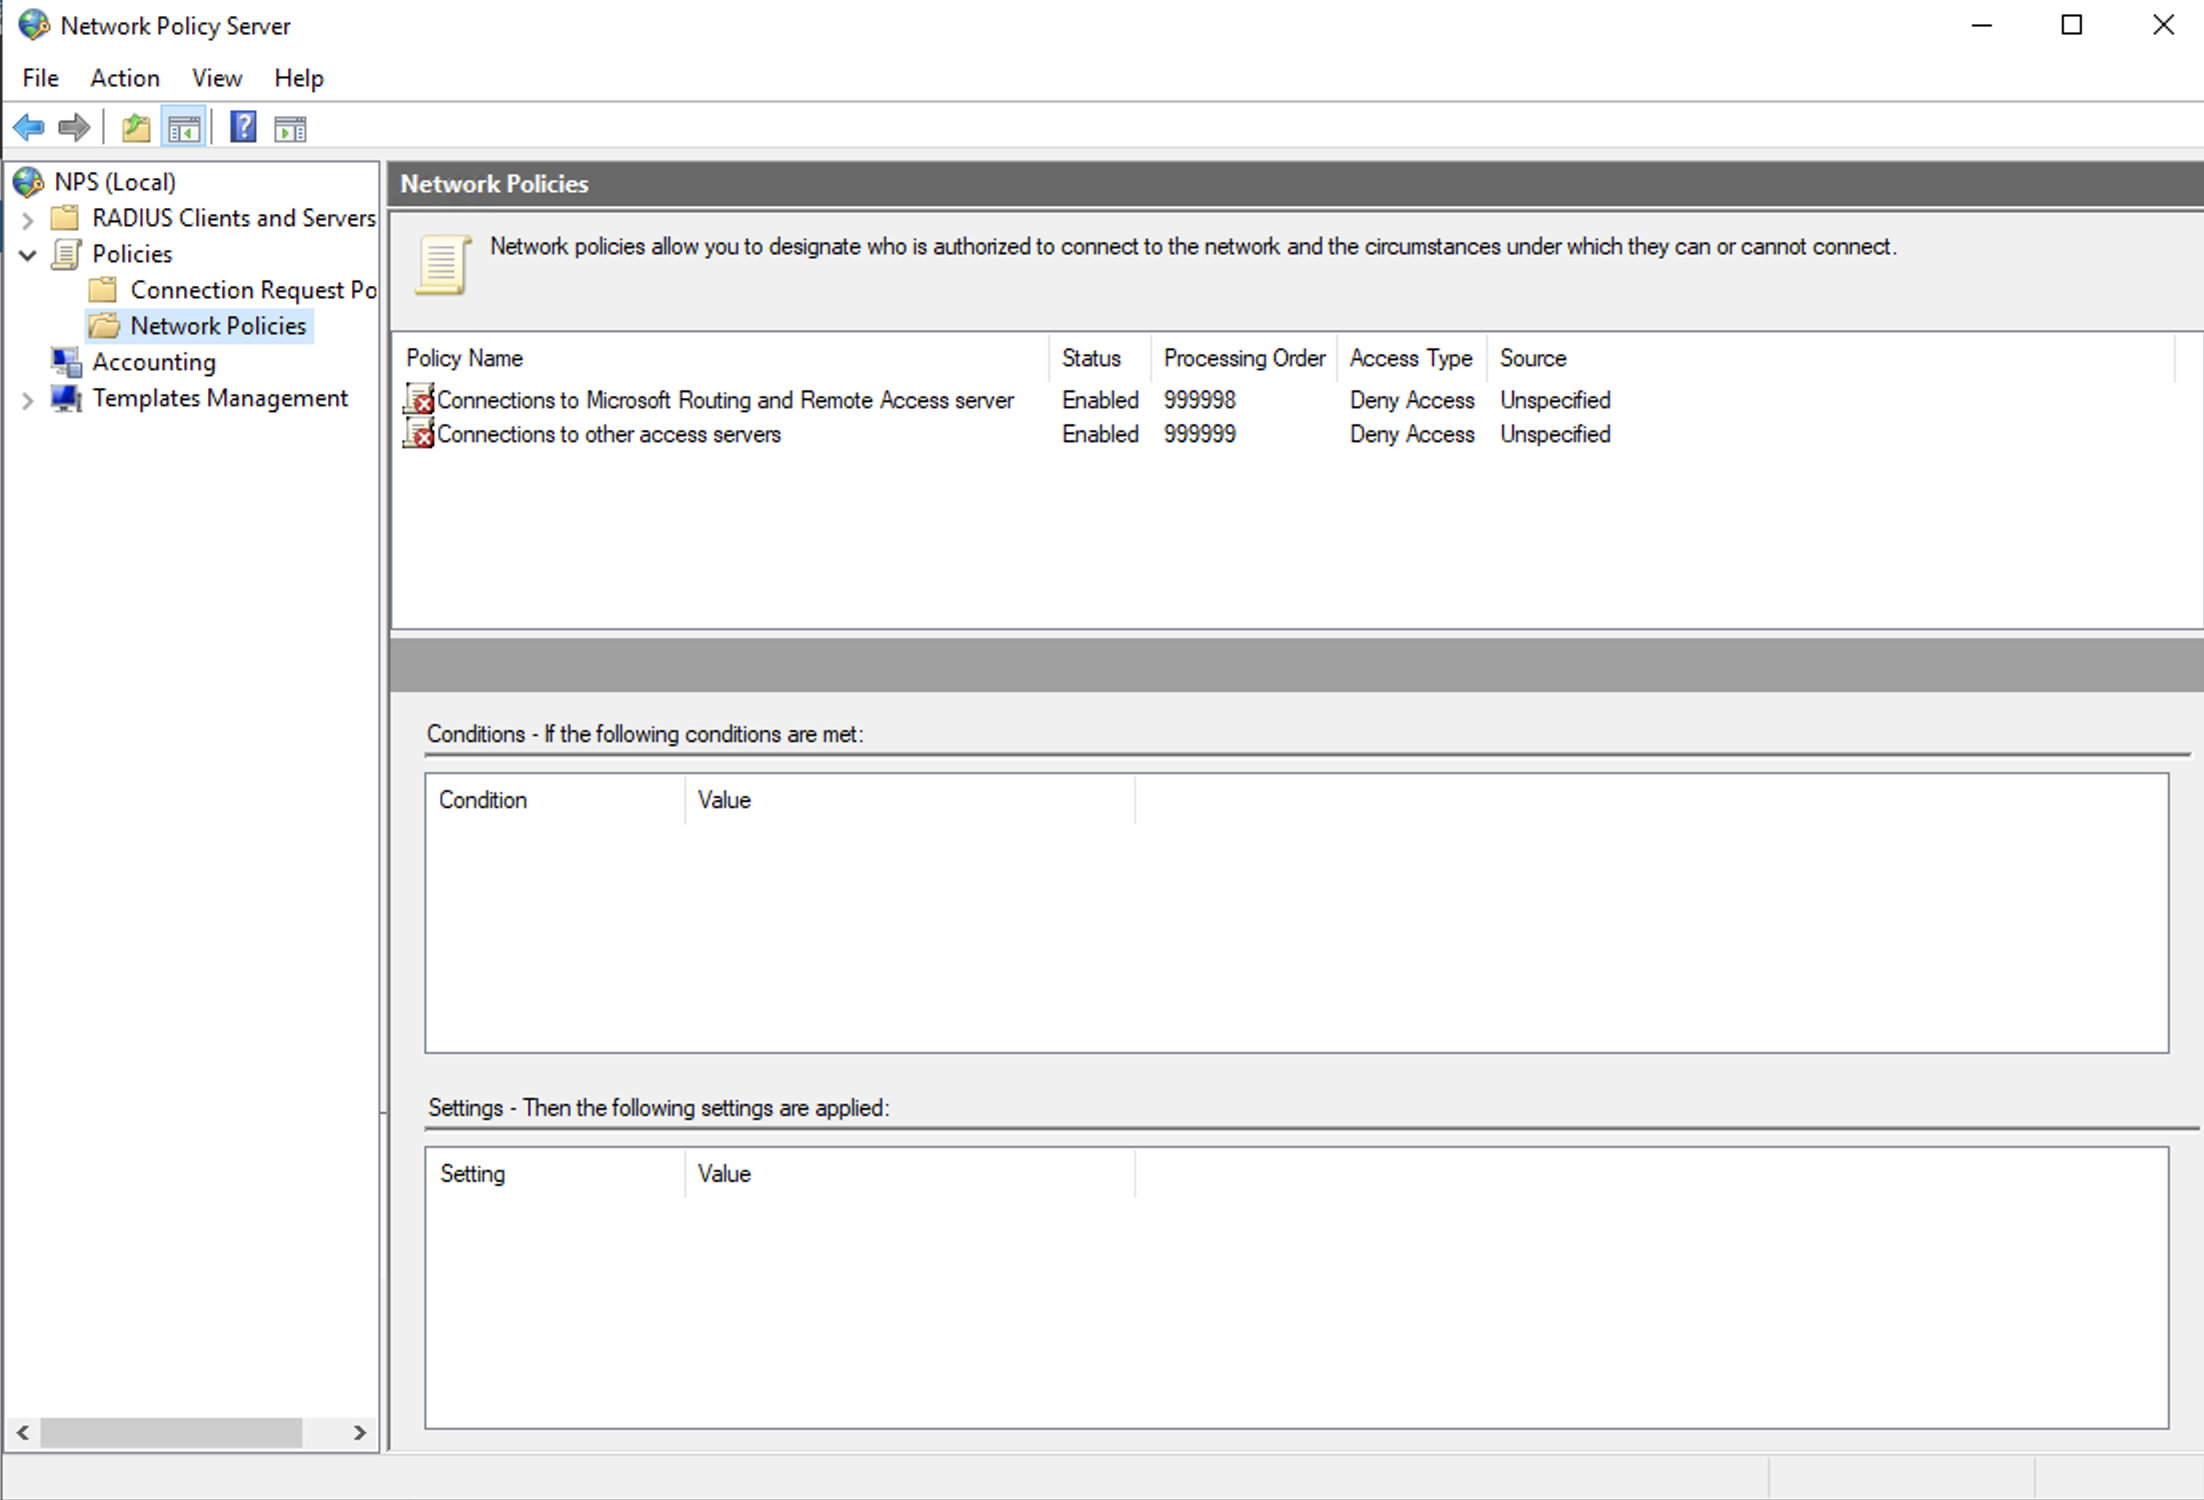 Network Policy Server
File Action View Help
NPS (Local)
RADIUS Clients and Servers
Policies
Connection Request Po
Network Policies
Accounting
Templates Management
Network Policies
Network policies allow you to designate who is authorized to connect to the network and the circumstances under which they can or cannot connect.
Policy Name Status Processing Order Access Type Source
Connections to Microsoft Routing and Remote Access server Enabled 999998 Deny Access Unspecified
Connections to other access servers Enabled 999999 Deny Access Unspecified
Conditions - If the following conditions are met:
Condition Value
Settings - Then the following settings are applied:
Setting Value